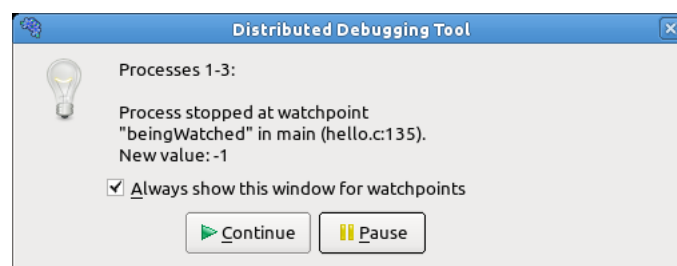 Distributed Debugging Tool
Processes 1-3:
Process stopped at watchpoint
"beingWatched" in main (hello.c:135).
New value: -1
Always show this window for watchpoints
Continue
Pause